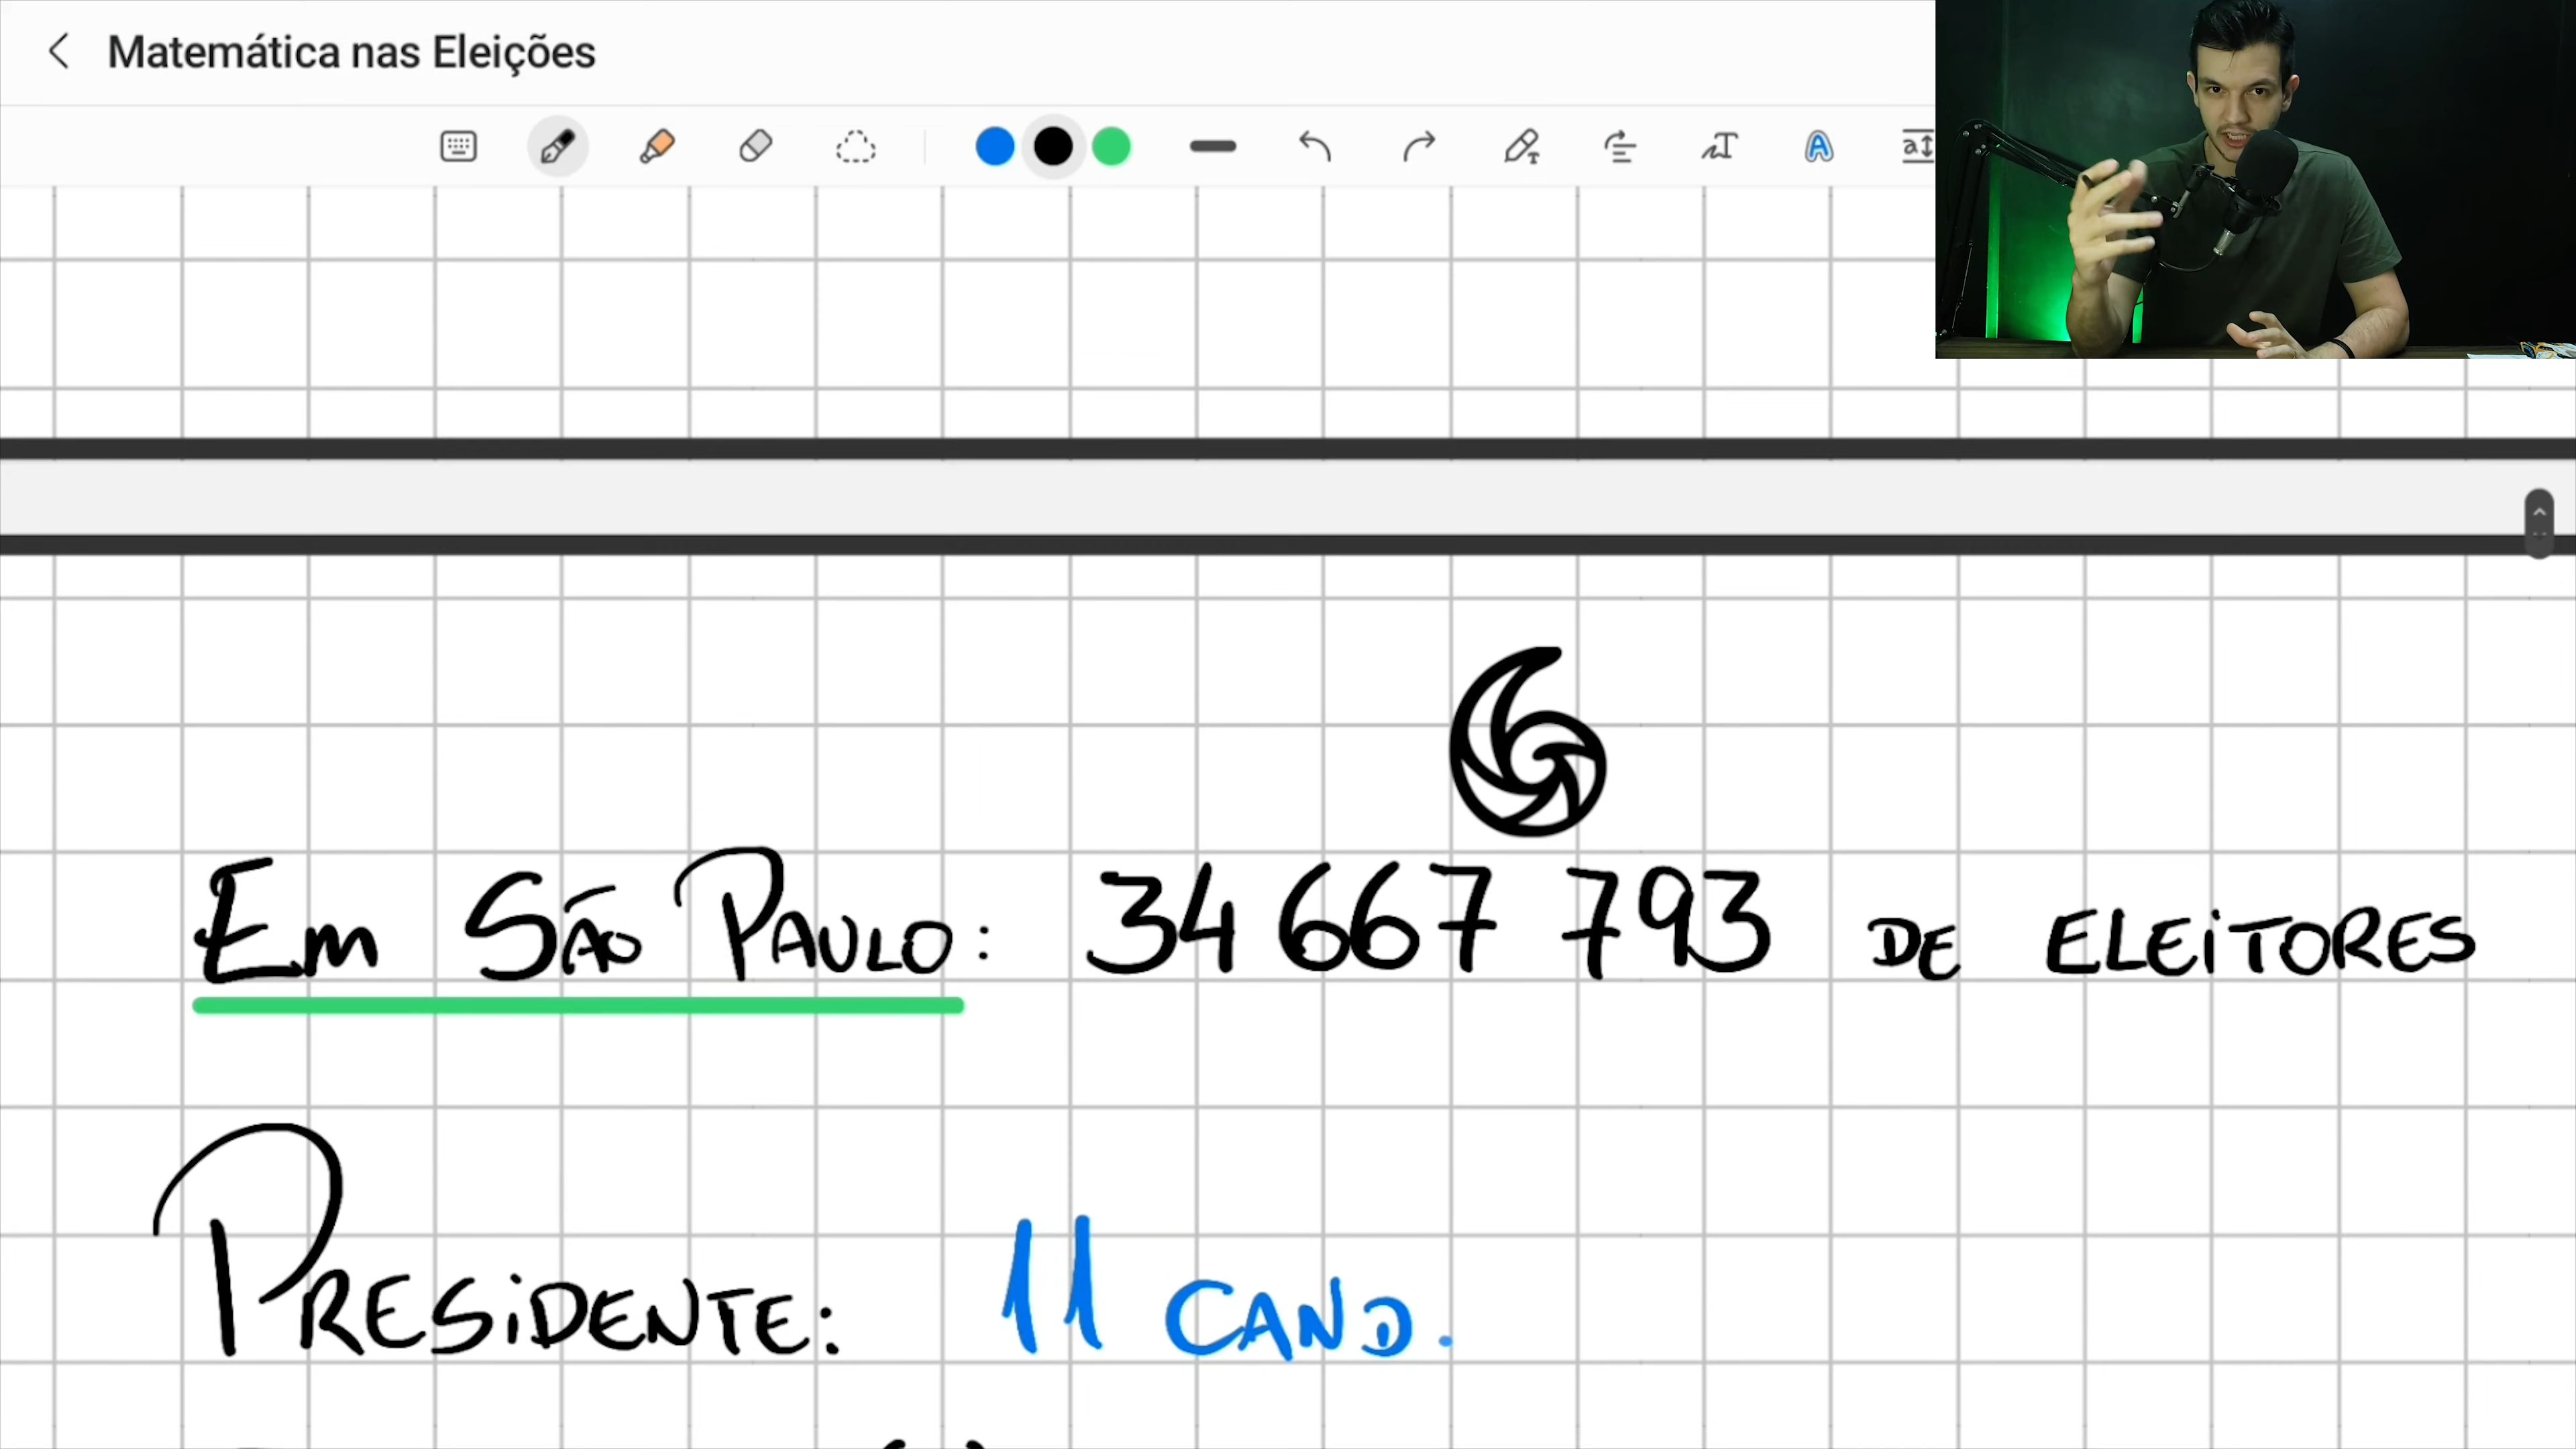 Matemática nas Eleições
Em São Paulo: 34 667 793 DE ELEITORES
PRESIDENTE: 11 CAND.